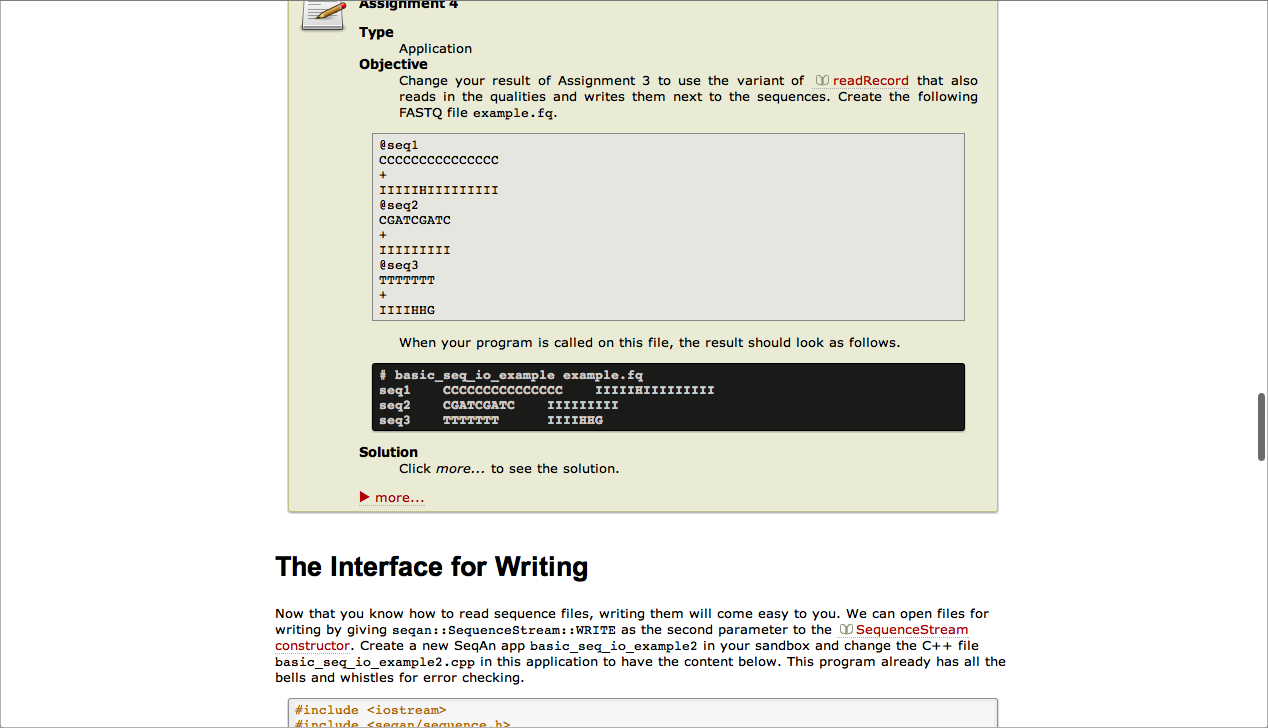 Assignment 4
Type
Application
Objective
Change your result of Assignment 3 to use the variant of readRecord that also
reads in the qualities and writes them next to the sequences. Create the following
FASTQ file example.fq.
@seq1
CCCCCCCCCCCCCCC
+
IIIIIHIIIIIIIII
@seq2
CGATCGATC
+
IIIIIIIII
@seq3
TTTTTTT
+
IIIIHHG
When your program is called on this file, the result should look as follows.
# basic_seq_io_example example.fq
seq1    CCCCCCCCCCCCCCC    IIIIIHIIIIIIIII
seq2    CGATCGATC    IIIIIIIII
seq3    TTTTTTT      IIIIHHG
Solution
Click more... to see the solution.
more...
The Interface for Writing
Now that you know how to read sequence files, writing them will come easy to you. We can open files for
writing by giving seqan::SequenceStream::WRITE as the second parameter to the SequenceStream
constructor. Create a new SeqAn app basic_seq_io_example2 in your sandbox and change the C++ file
basic_seq_io_example2.cpp in this application to have the content below. This program already has all the
bells and whistles for error checking.
#include <iostream>
#include <seqan/sequence.h>